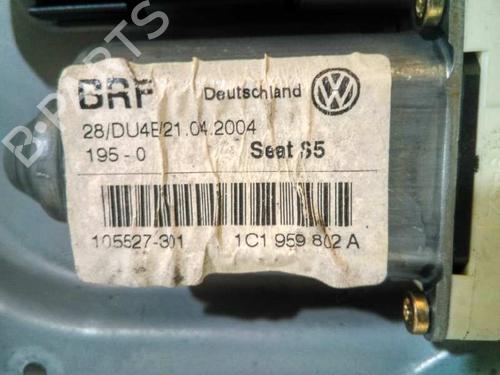 B-PARTS
BRF Deutschland
28/DU4E/21.04.2004
195 - 0 Seat S5
105527-301 1C1 959 802 A